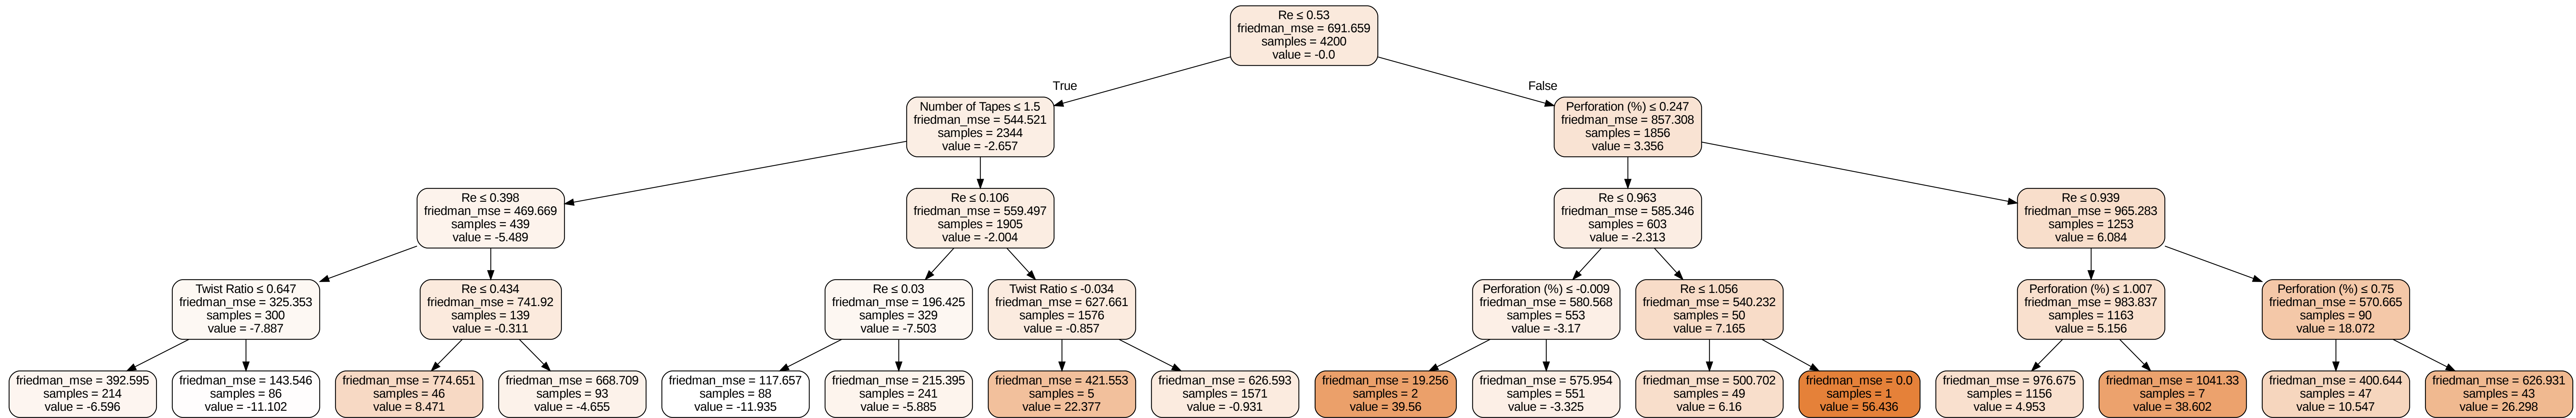 Re ≤ 0.53
friedman_mse = 691.659
samples = 4200
value = -0.0
True
False
Number of Tapes ≤ 1.5
friedman_mse = 544.521
samples = 2344
value = -2.657
Perforation (%) ≤ 0.247
friedman_mse = 857.308
samples = 1856
value = 3.356
Re ≤ 0.398
friedman_mse = 469.669
samples = 439
value = -5.489
Re ≤ 0.106
friedman_mse = 559.497
samples = 1905
value = -2.004
Re ≤ 0.963
friedman_mse = 585.346
samples = 603
value = -2.313
Re ≤ 0.939
friedman_mse = 965.283
samples = 1253
value = 6.084
Twist Ratio ≤ 0.647
friedman_mse = 325.353
samples = 300
value = -7.887
Re ≤ 0.434
friedman_mse = 741.92
samples = 139
value = -0.311
Re ≤ 0.03
friedman_mse = 196.425
samples = 329
value = -7.503
Twist Ratio ≤ -0.034
friedman_mse = 627.661
samples = 1576
value = -0.857
Perforation (%) ≤ -0.009
friedman_mse = 580.568
samples = 553
value = -3.17
Re ≤ 1.056
friedman_mse = 540.232
samples = 50
value = 7.165
Perforation (%) ≤ 1.007
friedman_mse = 983.837
samples = 1163
value = 5.156
Perforation (%) ≤ 0.75
friedman_mse = 570.665
samples = 90
value = 18.072
friedman_mse = 392.595
samples = 214
value = -6.596
friedman_mse = 143.546
samples = 86
value = -11.102
friedman_mse = 774.651
samples = 46
value = 8.471
friedman_mse = 668.709
samples = 93
value = -4.655
friedman_mse = 117.657
samples = 88
value = -11.935
friedman_mse = 215.395
samples = 241
value = -5.885
friedman_mse = 421.553
samples = 5
value = 22.377
friedman_mse = 626.593
samples = 1571
value = -0.931
friedman_mse = 19.256
samples = 2
value = 39.56
friedman_mse = 575.954
samples = 551
value = -3.325
friedman_mse = 500.702
samples = 49
value = 6.16
friedman_mse = 0.0
samples = 1
value = 56.436
friedman_mse = 976.675
samples = 1156
value = 4.953
friedman_mse = 1041.33
samples = 7
value = 38.602
friedman_mse = 400.644
samples = 47
value = 10.547
friedman_mse = 626.931
samples = 43
value = 26.298